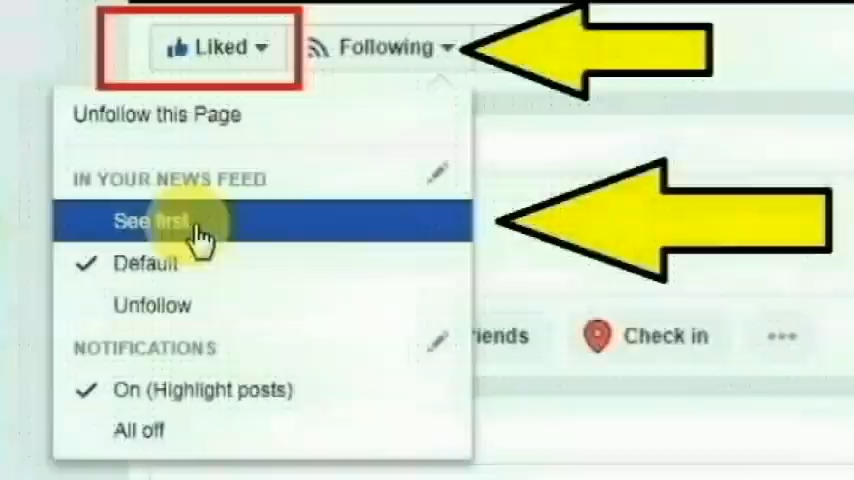 Liked Following
Unfollow this Page
IN YOUR NEWS FEED
See first
Default
Unfollow
riends Check in
NOTIFICATIONS
On (Highlight posts)
All off